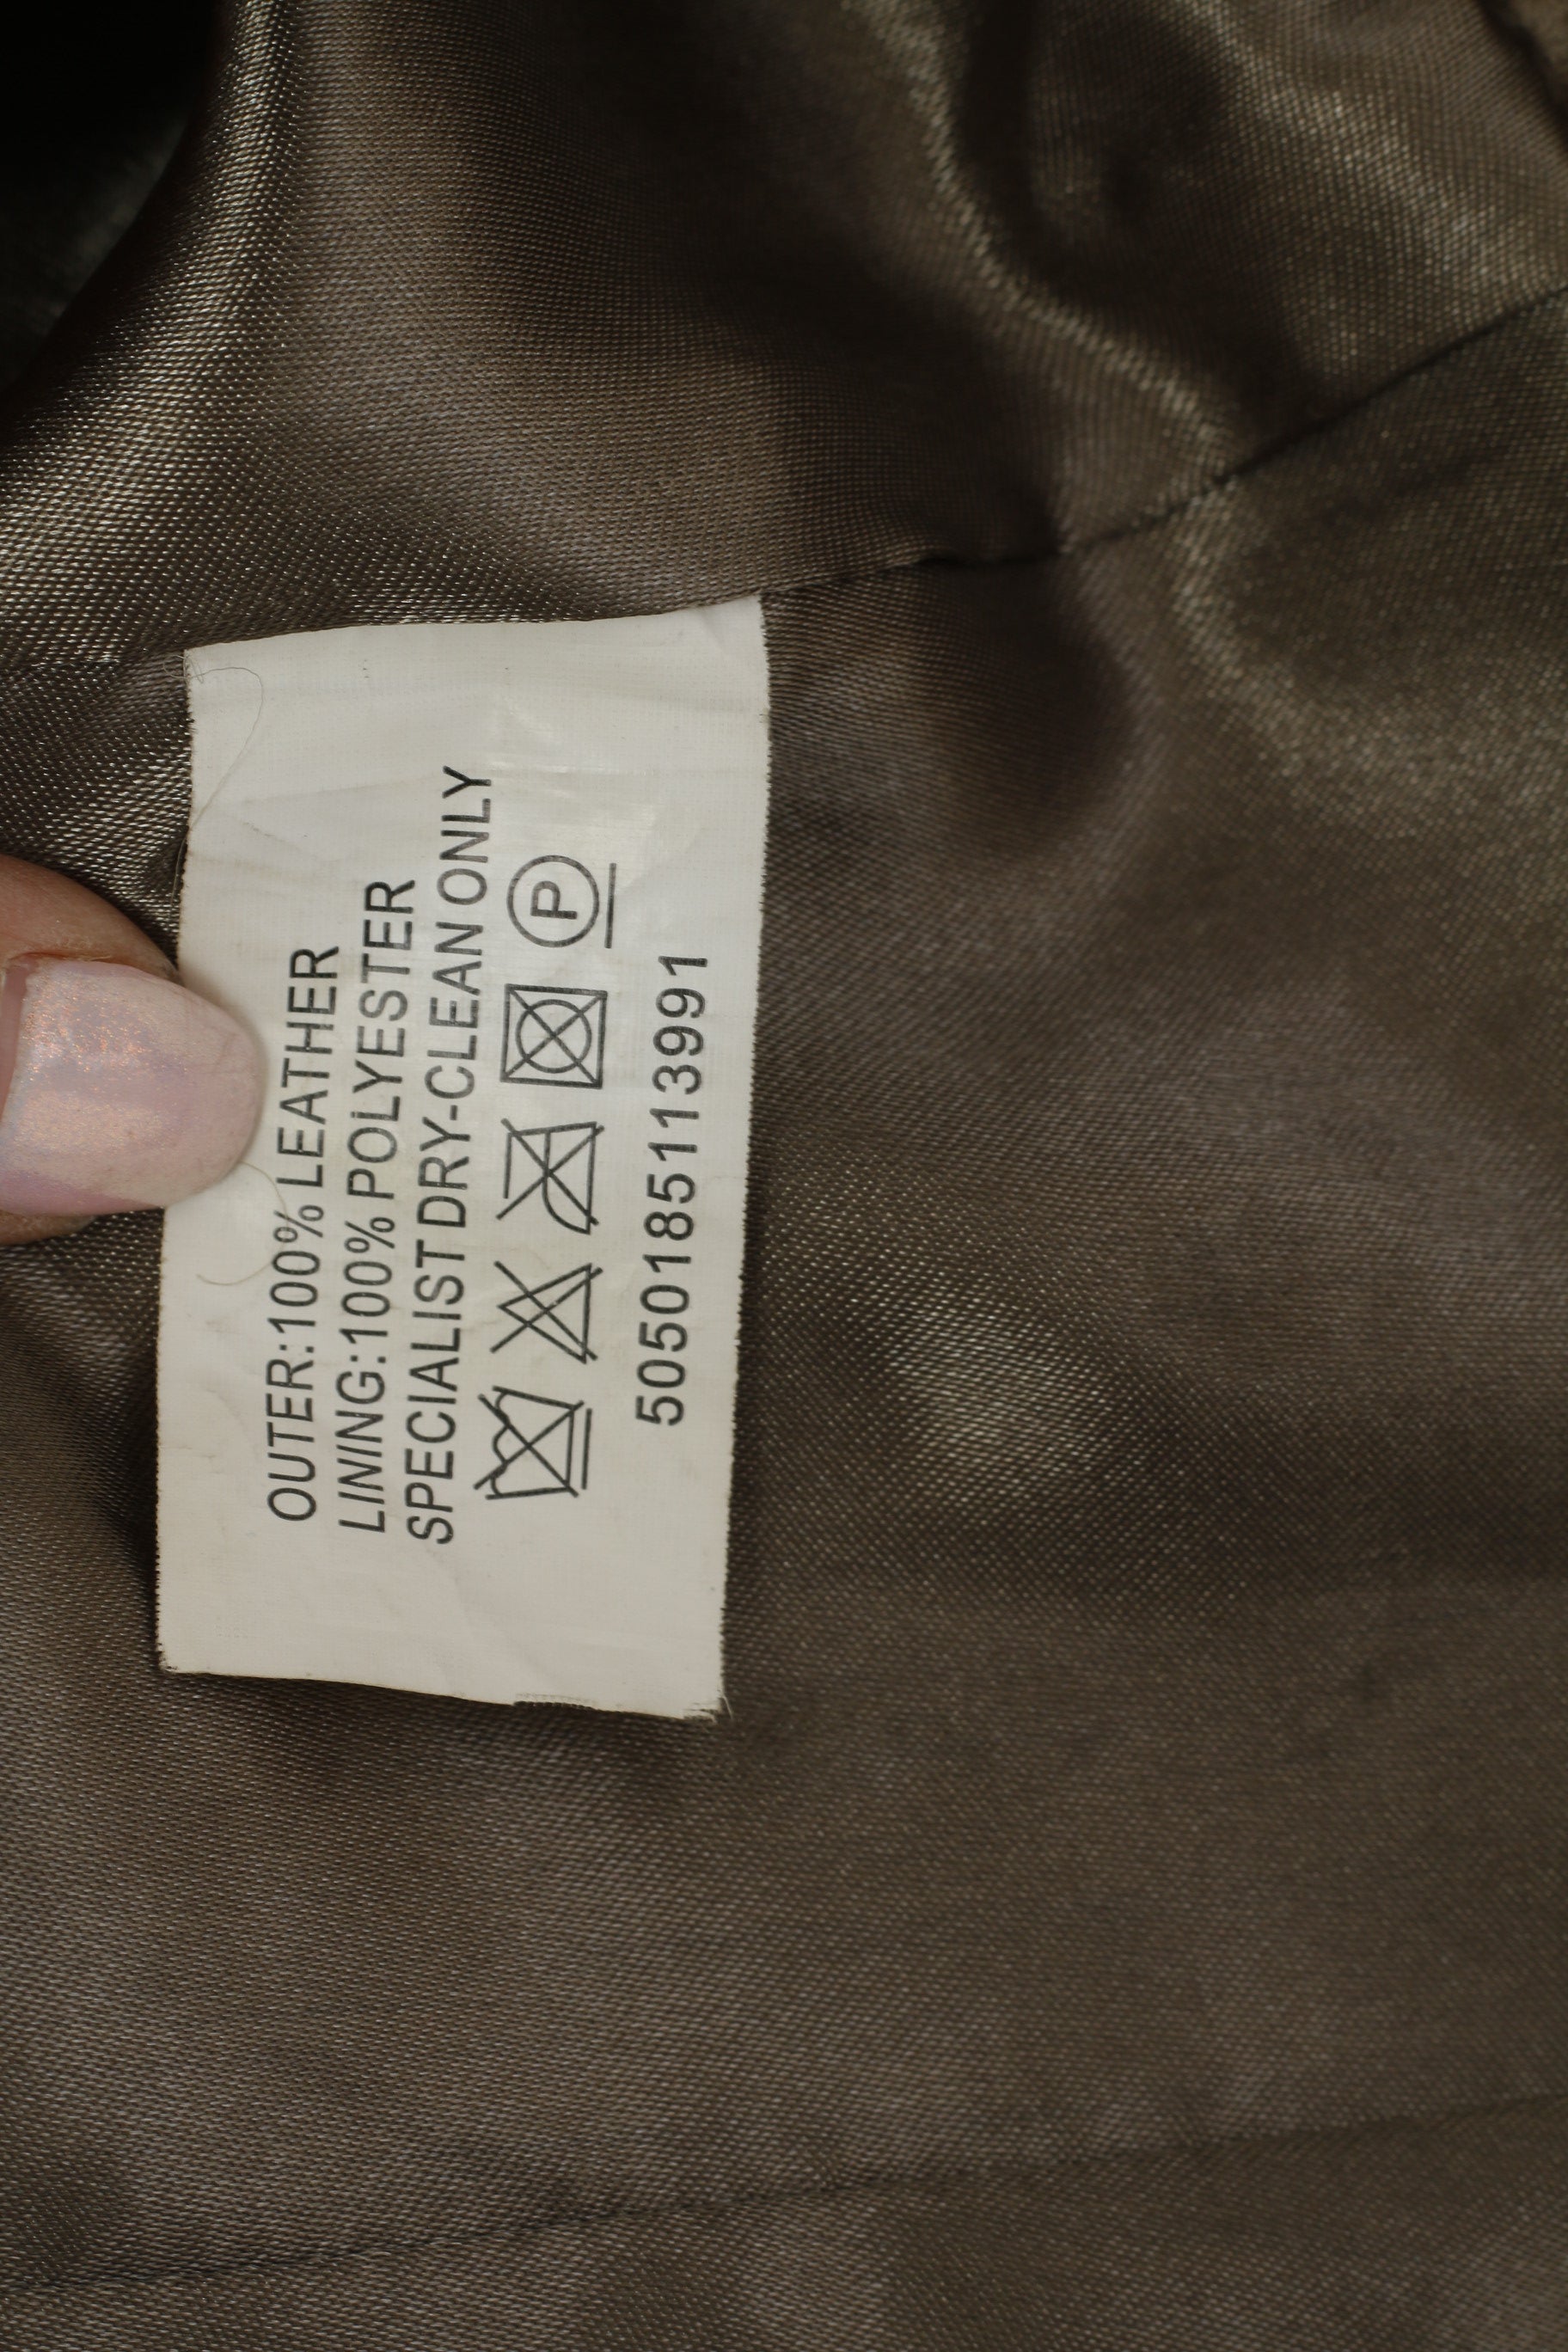 OUTER:100% LEATHER
LINING:100% POLYESTER
SPECIALIST DRY-CLEAN ONLY
P
5050185113991